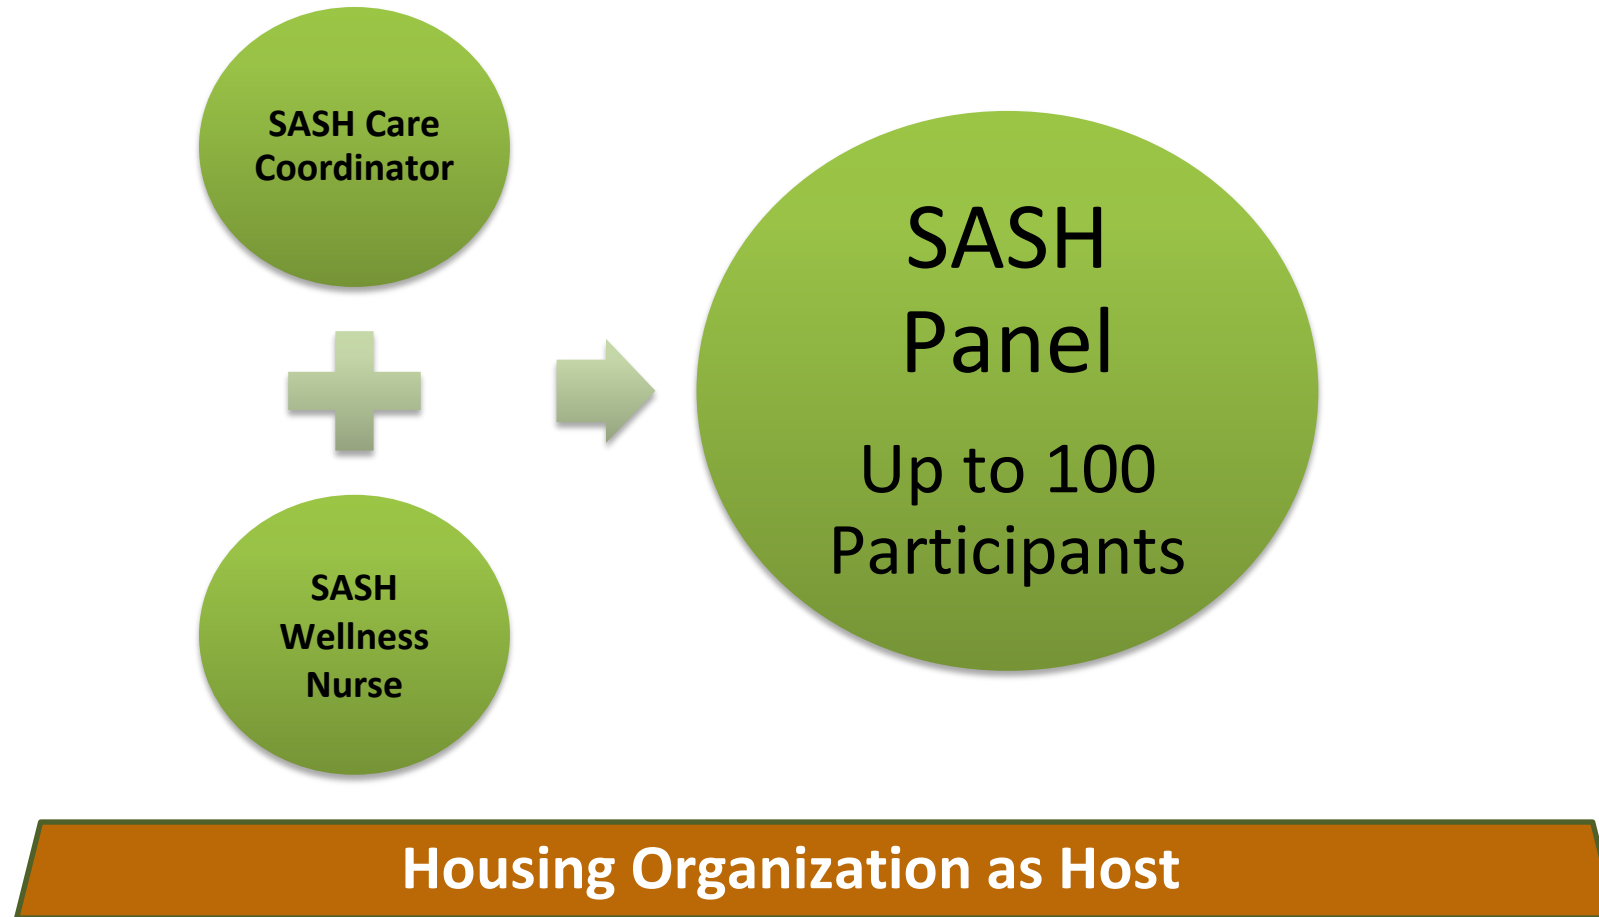 SASH Care
Coordinator
SASH
Wellness
Nurse
SASH
Panel
Up to 100
Participants
Housing Organization as Host